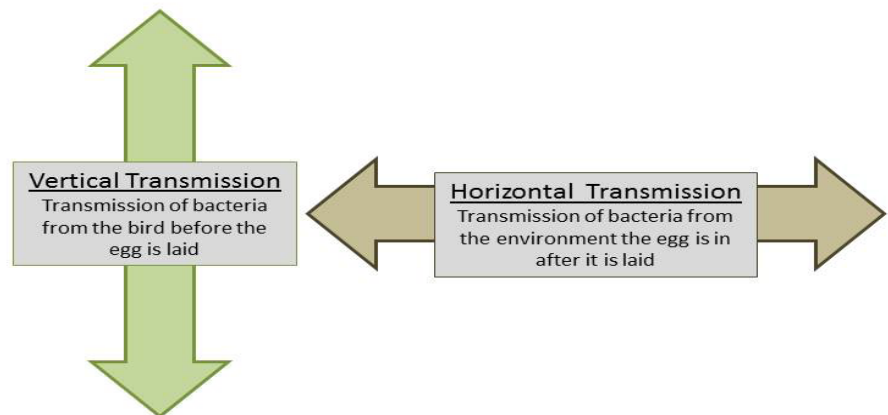 Vertical Transmission
Transmission of bacteria
from the bird before the
egg is laid
Horizontal Transmission
Transmission of bacteria from
the environment the egg is in
after it is laid